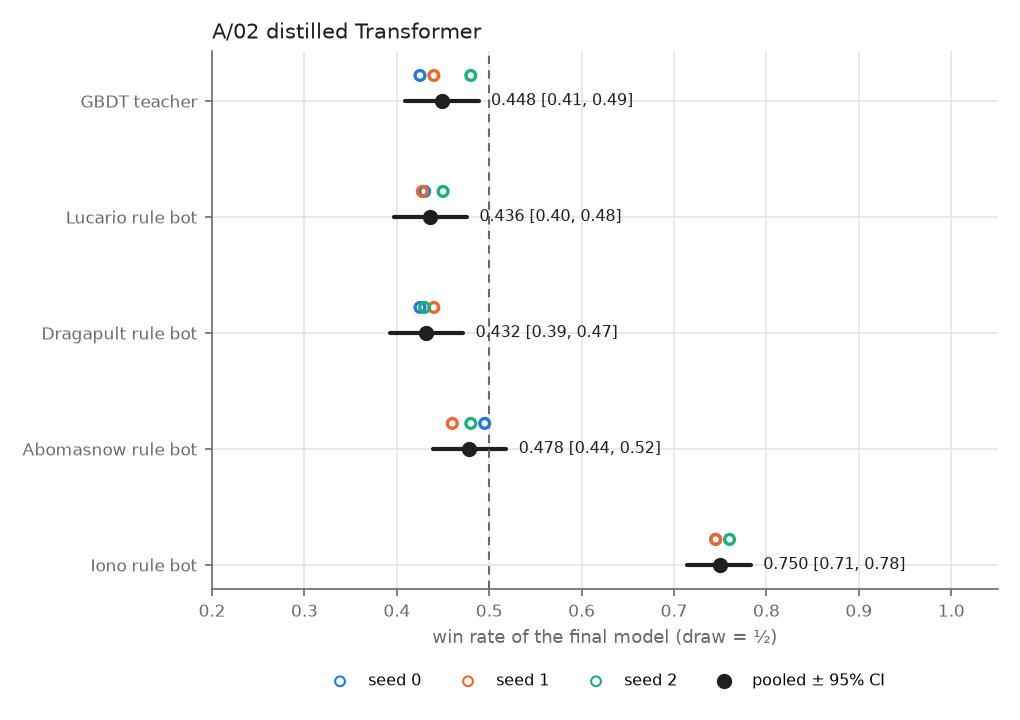 A/02 distilled Transformer
GBDT teacher
0.448 [0.41, 0.49]
Lucario rule bot
0.436 [0.40, 0.48]
Dragapult rule bot
0.432 [0.39, 0.47]
Abomasnow rule bot
0.478 [0.44, 0.52]
Iono rule bot
0.750 [0.71, 0.78]
0.2 0.3 0.4 0.5 0.6 0.7 0.8 0.9 1.0
win rate of the final model (draw = ½)
seed 0 seed 1 seed 2 pooled ± 95% CI